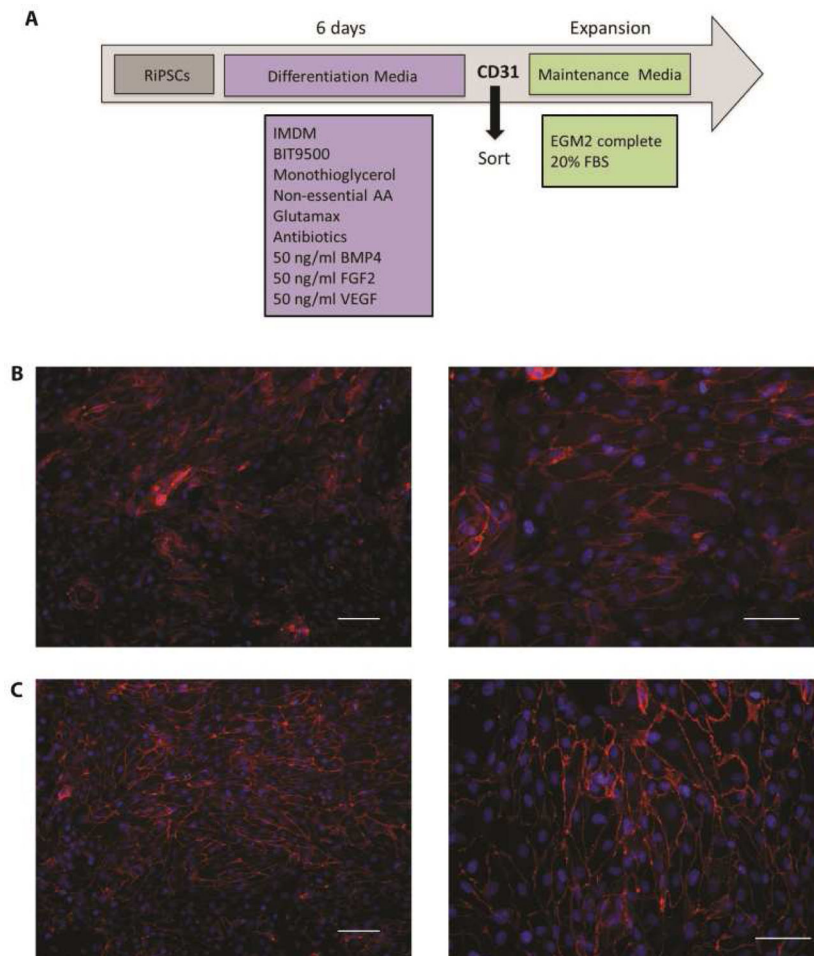 A
6 days
Expansion
RiPSCs
Differentiation Media
CD31
Maintenance Media
Sort
IMDM
BIT9500
Monothioglycerol
Non-essential AA
Glutamax
Antibiotics
50 ng/ml BMP4
50 ng/ml FGF2
50 ng/ml VEGF
EGM2 complete
20% FBS
B
C